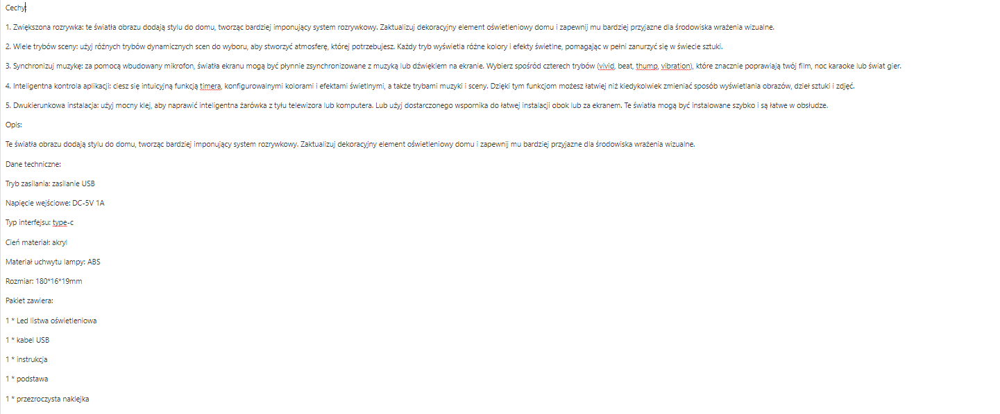 Cechy:
1. Zwiększona rozrywka: te światła obrazu dodają stylu do domu, tworząc bardziej imponujący system rozrywkowy. Zaktualizuj dekoracyjny element oświetleniowy domu i zapewnij mu bardziej przyjazne dla środowiska wrażenia wizualne.
2. Wiele trybów sceny: użyj różnych trybów dynamicznych scen do wyboru, aby stworzyć atmosferę, której potrzebujesz. Każdy tryb wyświetla różne kolory i efekty świetlne, pomagając w pełni zanurzyć się w świecie sztuki.
3. Synchronizuj muzykę: za pomocą wbudowany mikrofon, światła ekranu mogą być płynnie zsynchronizowane z muzyką lub dźwiękiem na ekranie. Wybierz spośród czterech trybów (vivid, beat, thump, vibration), które znacznie poprawiają twój film, noc karaoke lub świat gier.
4. Inteligentna kontrola aplikacji: ciesz się intuicyjną funkcją timera, konfigurowalnymi kolorami i efektami świetlnymi, a także trybami muzyki i sceny. Dzięki tym funkcjom możesz łatwiej niż kiedykolwiek zmieniać sposób wyświetlania obrazów, dzieł sztuki i zdjęć.
5. Dwukierunkowa instalacja: użyj mocny klej, aby naprawić inteligentna żarówka z tyłu telewizora lub komputera. Lub użyj dostarczonego wspornika do łatwej instalacji obok lub za ekranem. Te światła mogą być instalowane szybko i są łatwe w obsłudze.
Opis:
Te światła obrazu dodają stylu do domu, tworząc bardziej imponujący system rozrywkowy. Zaktualizuj dekoracyjny element oświetleniowy domu i zapewnij mu bardziej przyjazne dla środowiska wrażenia wizualne.
Dane techniczne:
Tryb zasilania: zasilanie USB
Napięcie wejściowe: DC-5V 1A
Typ interfejsu: type-c
Cień materiał: akryl
Materiał uchwytu lampy: ABS
Rozmiar: 180*16*19mm
Pakiet zawiera:
1 * Led listwa oświetleniowa
1 * kabel USB
1 * instrukcja
1 * podstawa
1 * przezroczysta naklejka